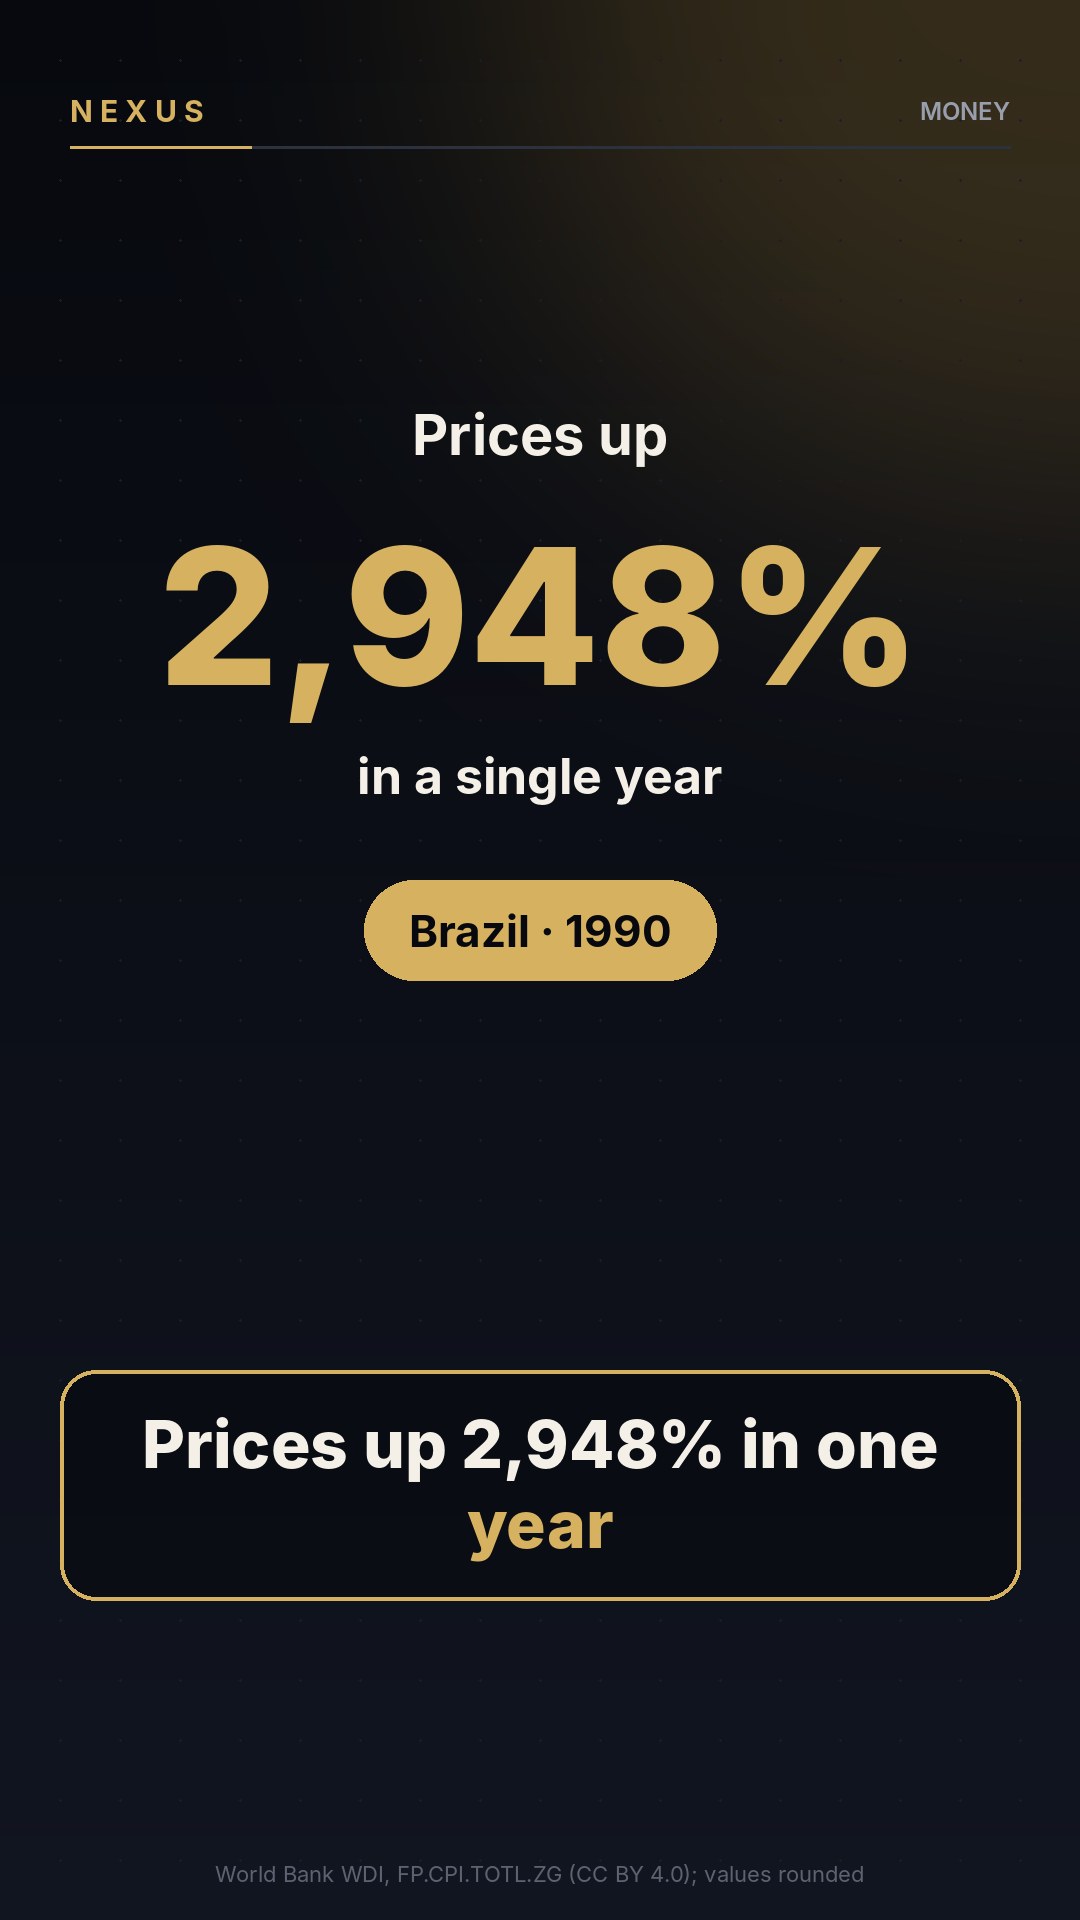 NEXUS
MONEY
Prices up
2,948%
in a single year
Brazil · 1990
Prices up 2,948% in one
year
World Bank WDI, FP.CPI.TOTL.ZG (CC BY 4.0); values rounded